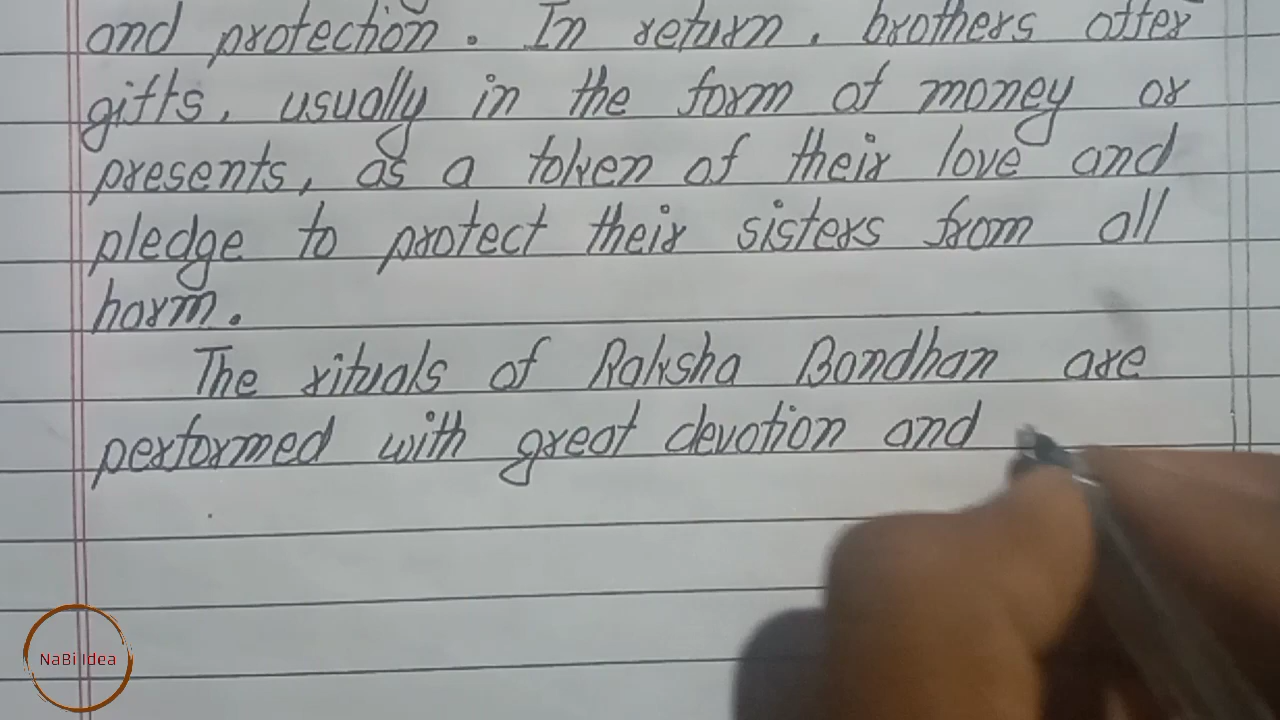 and protection. In return, brothers offer
gifts, usually in the form of money or
presents, as a token of their love and
pledge to protect their sisters from all
harm.
The rituals of Raksha Bandhan are
performed with great devotion and
NaBi Idea